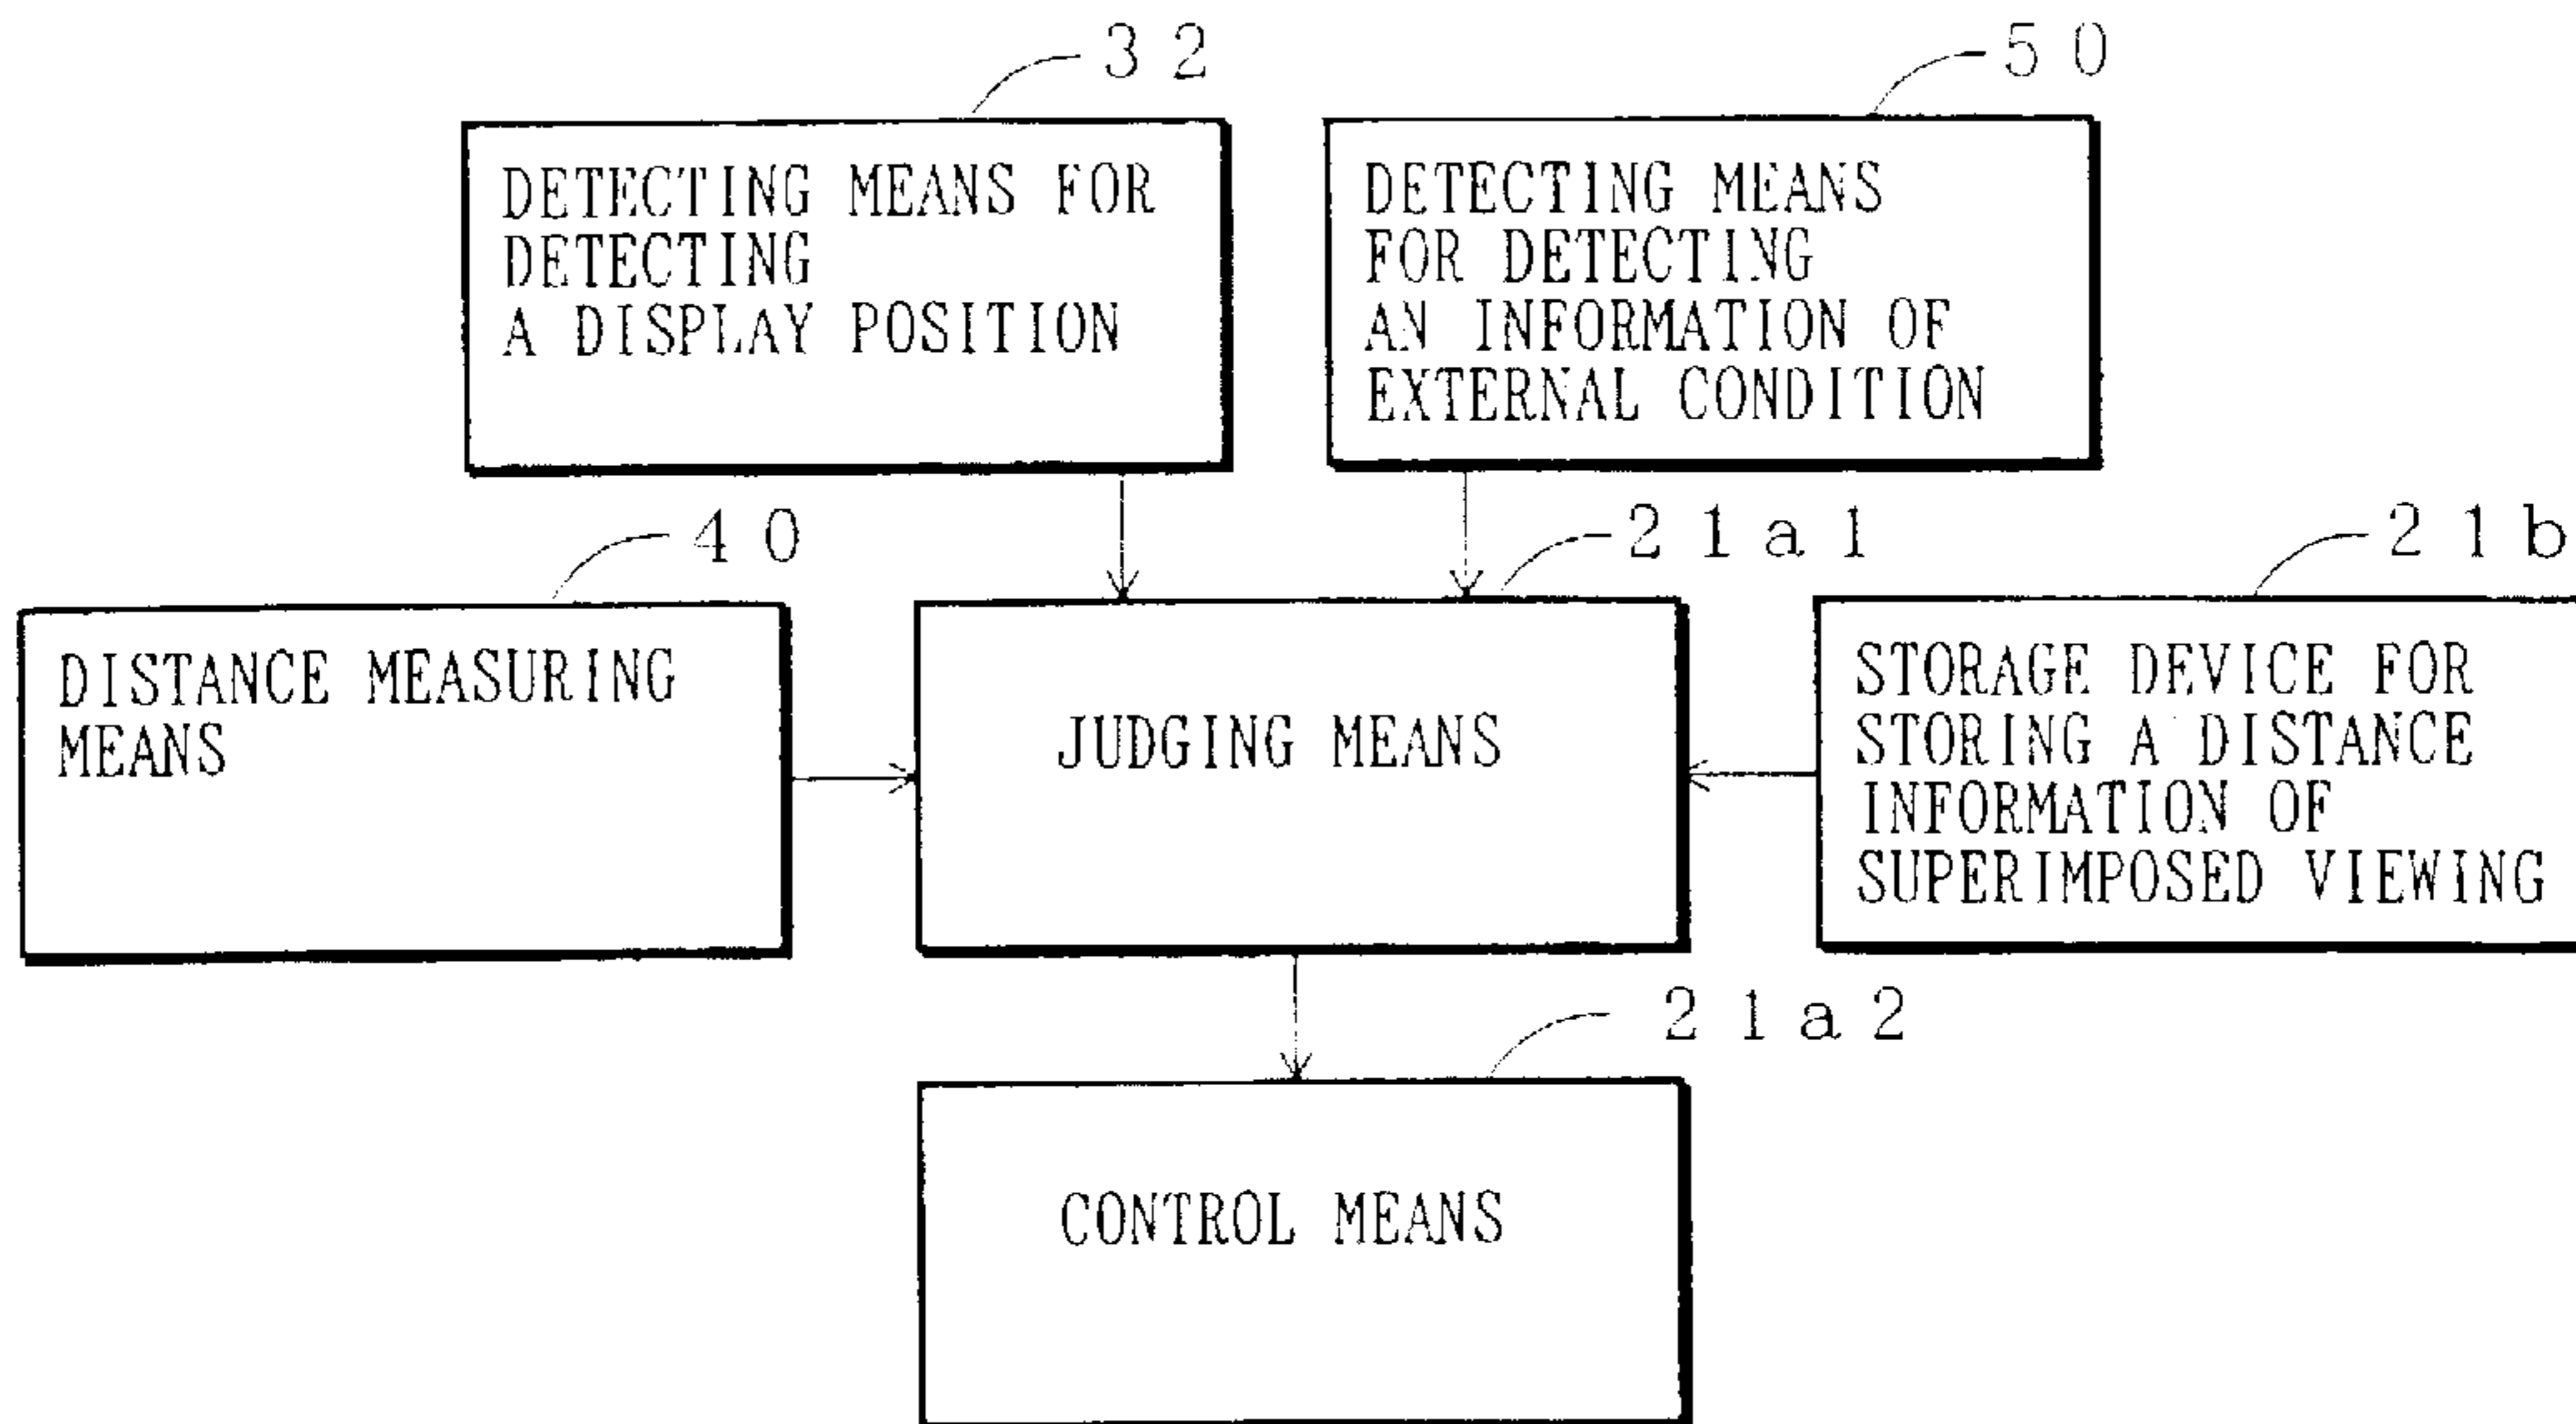 32
DETECTING MEANS FOR
DETECTING
A DISPLAY POSITION
50
DETECTING MEANS
FOR DETECTING
AN INFORMATION OF
EXTERNAL CONDITION
40
DISTANCE MEASURING
MEANS
21a1
JUDGING MEANS
21b
STORAGE DEVICE FOR
STORING A DISTANCE
INFORMATION OF
SUPERIMPOSED VIEWING
21a2
CONTROL MEANS